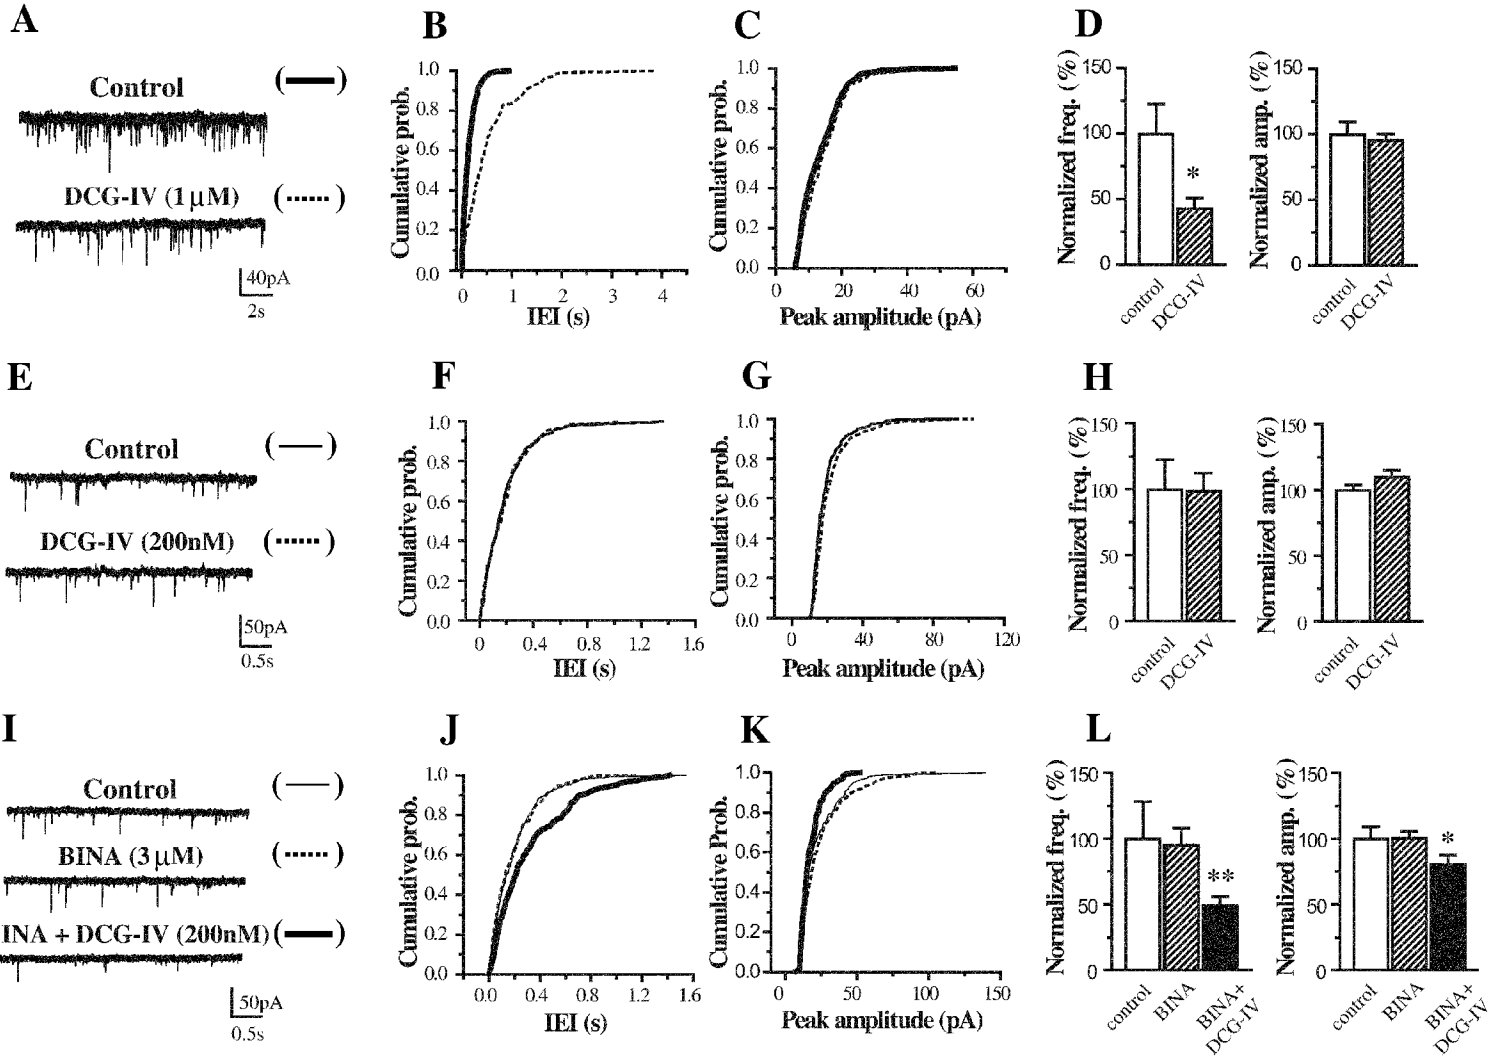 A
Control
DCG-IV (1 μM)
40pA
2s
B
Cumulative prob.
1.0
0.8
0.6
0.4
0.2
0.0
0 1 2 3 4
IEI (s)
C
Cumulative prob.
1.0
0.8
0.6
0.4
0.2
0.0
0 20 40 60
Peak amplitude (pA)
D
Normalized freq. (%)
150
100
50
0
*
control DCG-IV
Normalized amp. (%)
150
100
50
0
control DCG-IV
E
Control
DCG-IV (200nM)
50pA
0.5s
F
Cumulative prob.
1.0
0.8
0.6
0.4
0.2
0.0
0 0.4 0.8 1.2 1.6
IEI (s)
G
Cumulative prob.
1.0
0.8
0.6
0.4
0.2
0.0
0 40 80 120
Peak amplitude (pA)
H
Normalized freq. (%)
150
100
50
0
control DCG-IV
Normalized amp. (%)
150
100
50
0
control DCG-IV
I
Control
BINA (3 μM)
INA + DCG-IV (200nM)
50pA
0.5s
J
Cumulative prob.
1.0
0.8
0.6
0.4
0.2
0.0
0.0 0.4 0.8 1.2 1.6
IEI (s)
K
Cumulative Prob.
1.0
0.8
0.6
0.4
0.2
0.0
0 50 100 150
Peak amplitude (pA)
L
Normalized freq. (%)
150
100
50
0
**
control BINA BINA+ DCG-IV
Normalized amp. (%)
150
100
50
0
*
control BINA BINA+ DCG-IV